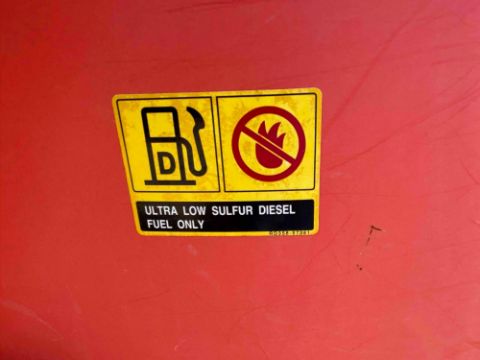 D
ULTRA LOW SULFUR DIESEL
FUEL ONLY